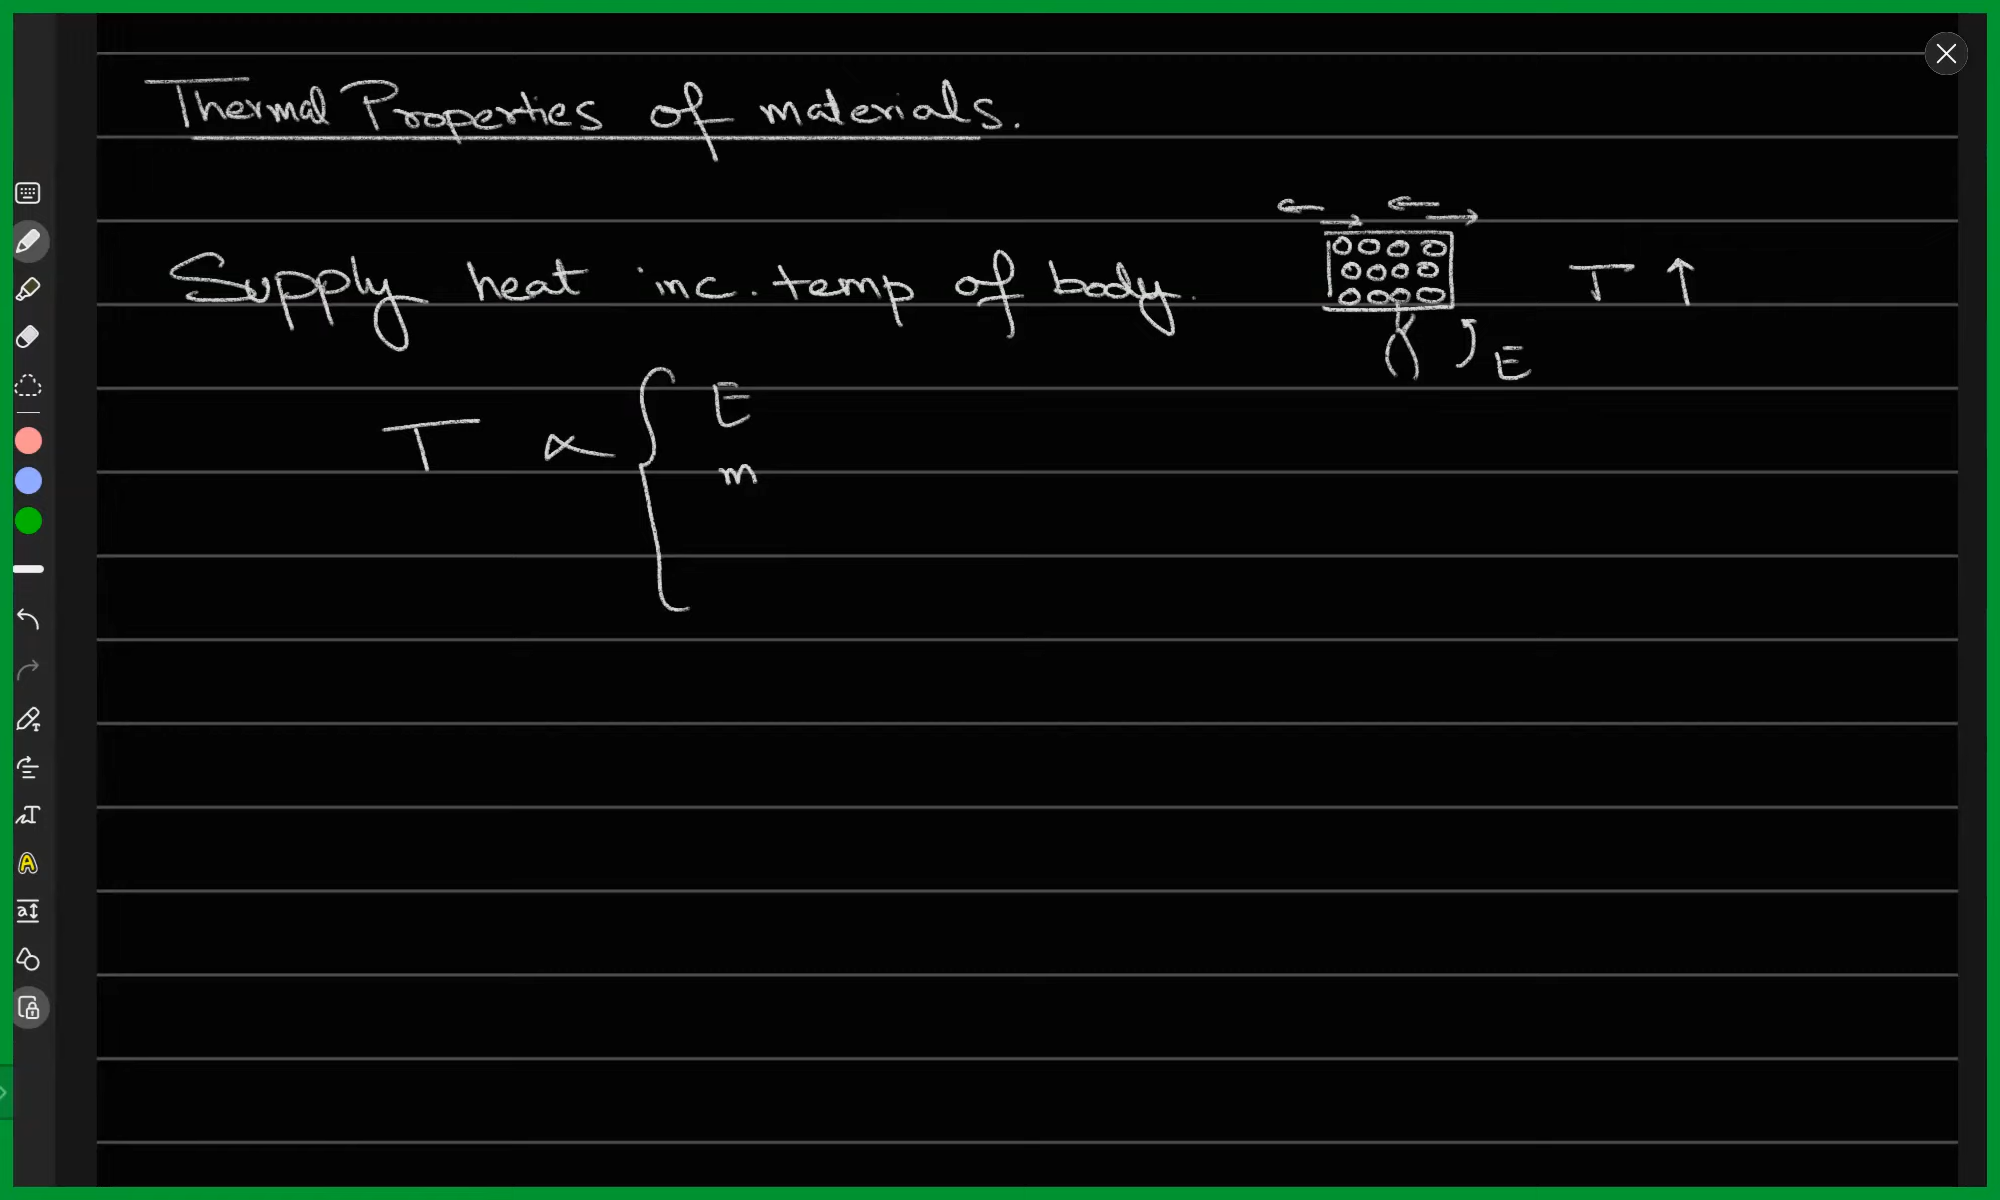 Thermal Properties of materials.
Supply heat inc. temp of body. T ↑
E
T ∝ { E
m